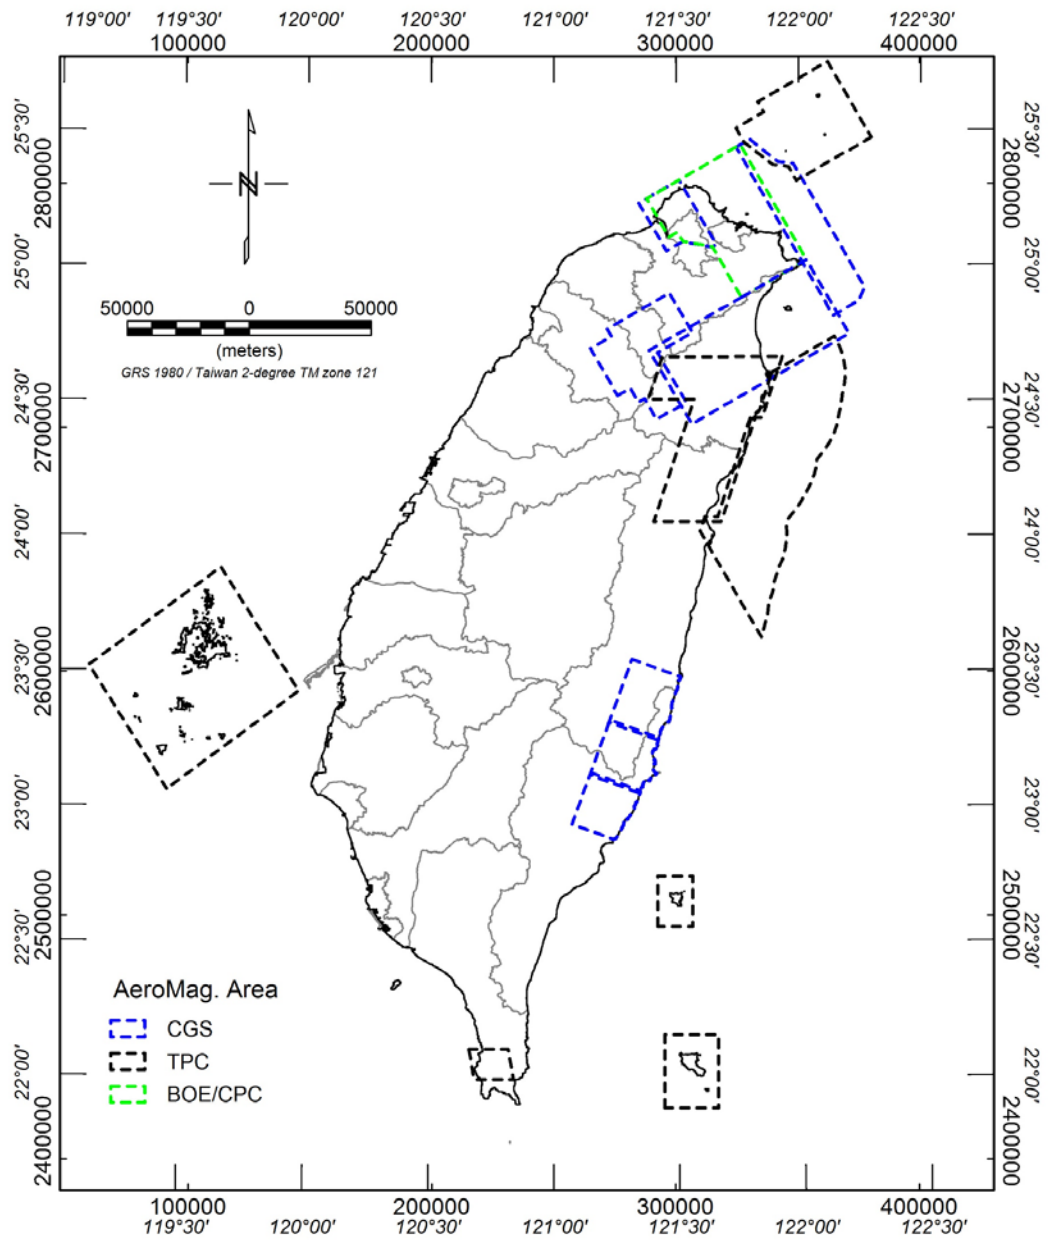 119°00' 119°30' 120°00' 120°30' 121°00' 121°30' 122°00' 122°30'
100000 200000 300000 400000
25°30' 25°30'
2800000 2800000
N
25°00' 25°00'
50000 0 50000
(meters)
GRS 1980 / Taiwan 2-degree TM zone 121
24°30' 24°30'
2700000 2700000
24°00' 24°00'
23°30' 23°30'
2600000 2600000
23°00' 23°00'
2500000 2500000
22°30' 22°30'
AeroMag. Area
CGS
TPC
BOE/CPC
22°00' 22°00'
2400000 2400000
100000 200000 300000 400000
119°30' 120°00' 120°30' 121°00' 121°30' 122°00' 122°30'